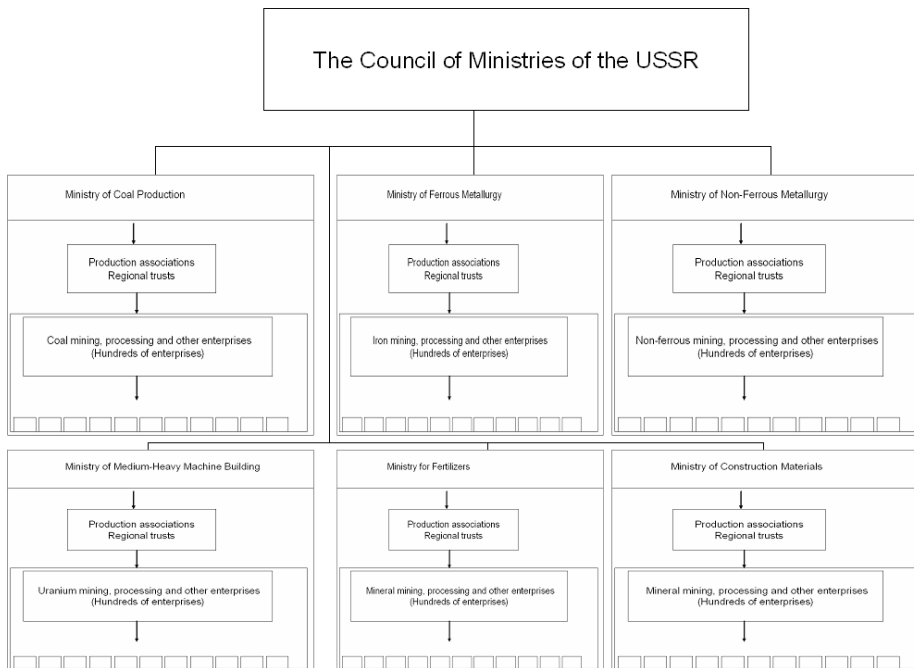 The Council of Ministries of the USSR
Ministry of Coal Production
Ministry of Ferrous Metallurgy
Ministry of Non-Ferrous Metallurgy
Production associations
Regional trusts
Production associations
Regional trusts
Production associations
Regional trusts
Coal mining, processing and other enterprises
(Hundreds of enterprises)
Iron mining, processing and other enterprises
(Hundreds of enterprises)
Non-ferrous mining, processing and other enterprises
(Hundreds of enterprises)
Ministry of Medium-Heavy Machine Building
Ministry for Fertilizers
Ministry of Construction Materials
Production associations
Regional trusts
Production associations
Regional trusts
Production associations
Regional trusts
Uranium mining, processing and other enterprises
(Hundreds of enterprises)
Mineral mining, processing and other enterprises
(Hundreds of enterprises)
Mineral mining, processing and other enterprises
(Hundreds of enterprises)